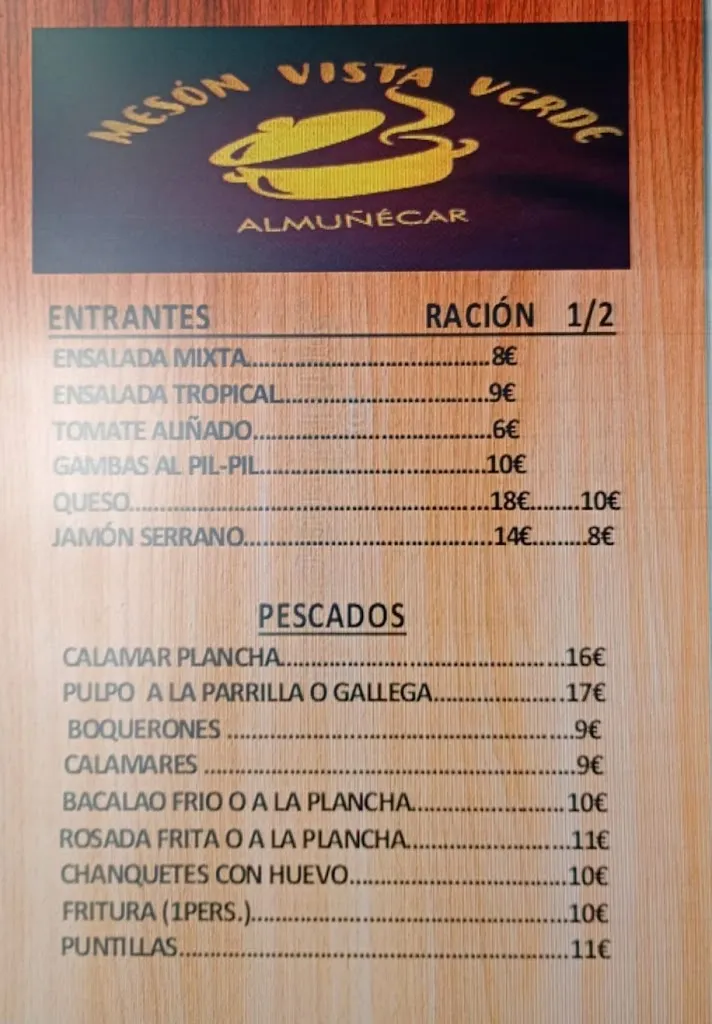 MESÓN VISTA VERDE
ALMUÑÉCAR
ENTRANTES RACIÓN 1/2
ENSALADA MIXTA...8€
ENSALADA TROPICAL...9€
TOMATE ALIÑADO...6€
GAMBAS AL PIL-PIL...10€
QUESO...18€...10€
JAMÓN SERRANO...14€...8€
PESCADOS
CALAMAR PLANCHA...16€
PULPO A LA PARRILLA O GALLEGA...17€
BOQUERONES ...9€
CALAMARES ...9€
BACALAO FRIO O A LA PLANCHA...10€
ROSADA FRITA O A LA PLANCHA...11€
CHANQUETES CON HUEVO...10€
FRITURA (1PERS.)...10€
PUNTILLAS...11€